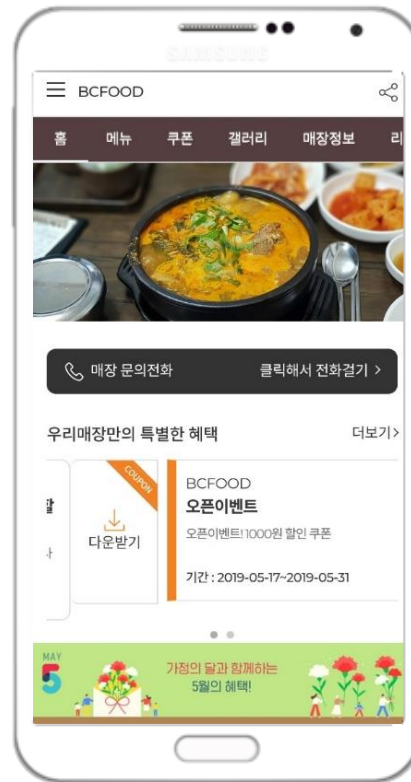 SAMSUNG
BCFOOD
홈 메뉴 쿠폰 갤러리 매장정보 리
매장 문의전화 클릭해서 전화걸기 >
우리매장만의 특별한 혜택 더보기>
COUPON
다운받기
BCFOOD
오픈이벤트
오픈이벤트! 1000원 할인 쿠폰
기간 : 2019-05-17~2019-05-31
MAY
5
가정의 달과 함께하는
5월의 혜택!